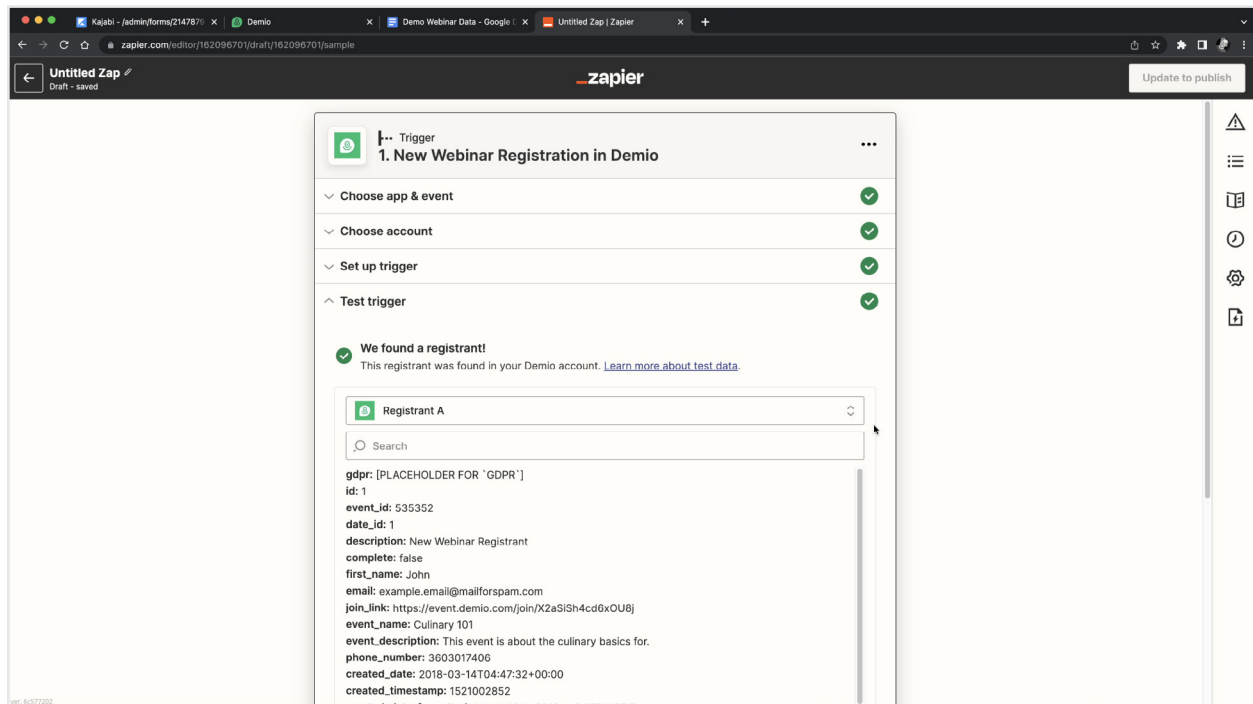 Kajabi - /admin/forms/2147879
Demio
Demo Webinar Data - Google
Untitled Zap | Zapier
zapier.com/editor/162096701/draft/162096701/sample
Untitled Zap
Draft - saved
_zapier
Update to publish
Trigger
1. New Webinar Registration in Demio
Choose app & event
Choose account
Set up trigger
Test trigger
We found a registrant!
This registrant was found in your Demio account. Learn more about test data.
Registrant A
Search
gdpr: [PLACEHOLDER FOR `GDPR`]
id: 1
event_id: 535352
date_id: 1
description: New Webinar Registrant
complete: false
first_name: John
email: example.email@mailforspam.com
join_link: https://event.demio.com/join/X2aSiSh4cd6xOU8j
event_name: Culinary 101
event_description: This event is about the culinary basics for.
phone_number: 3603017406
created_date: 2018-03-14T04:47:32+00:00
created_timestamp: 1521002852
ver. 6c577202